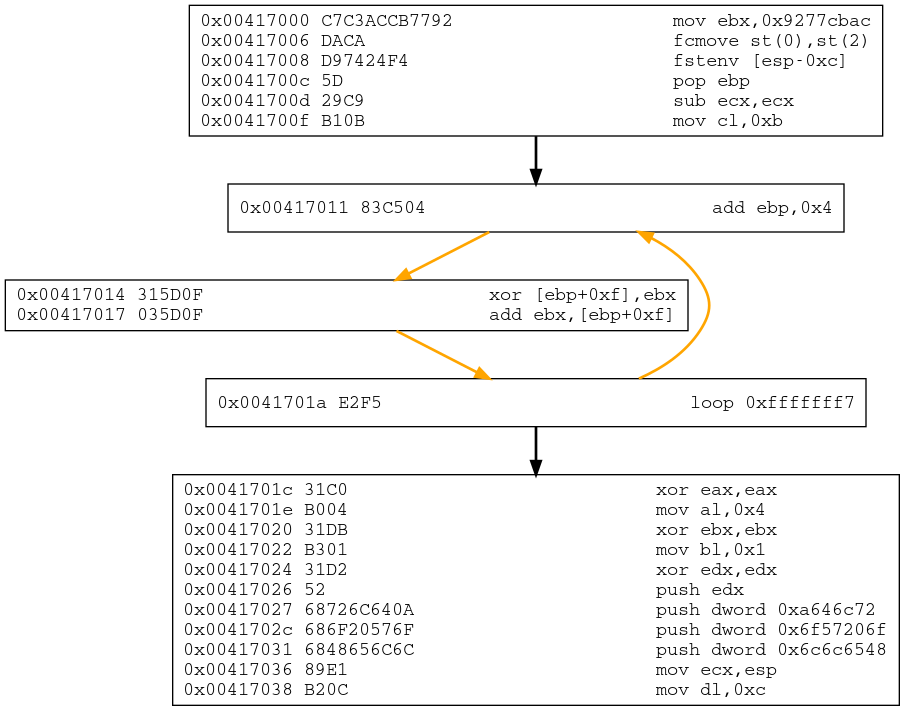 0x00417000 C7C3ACCB7792 mov ebx,0x9277cbac
0x00417006 DACA fcmove st(0),st(2)
0x00417008 D97424F4 fstenv [esp-0xc]
0x0041700c 5D pop ebp
0x0041700d 29C9 sub ecx,ecx
0x0041700f B10B mov cl,0xb
0x00417011 83C504 add ebp,0x4
0x00417014 315D0F xor [ebp+0xf],ebx
0x00417017 035D0F add ebx,[ebp+0xf]
0x0041701a E2F5 loop 0xfffffff7
0x0041701c 31C0 xor eax,eax
0x0041701e B004 mov al,0x4
0x00417020 31DB xor ebx,ebx
0x00417022 B301 mov bl,0x1
0x00417024 31D2 xor edx,edx
0x00417026 52 push edx
0x00417027 68726C640A push dword 0xa646c72
0x0041702c 686F20576F push dword 0x6f57206f
0x00417031 6848656C6C push dword 0x6c6c6548
0x00417036 89E1 mov ecx,esp
0x00417038 B20C mov dl,0xc